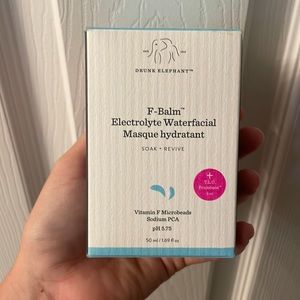 DRUNK ELEPHANT™
F-Balm™
Electrolyte Waterfacial
Masque hydratant
SOAK + REVIVE
+
T.L.C.
Vitamin F Microbeads
Sodium PCA
pH 5.75
50 ml / 1.69 fl oz